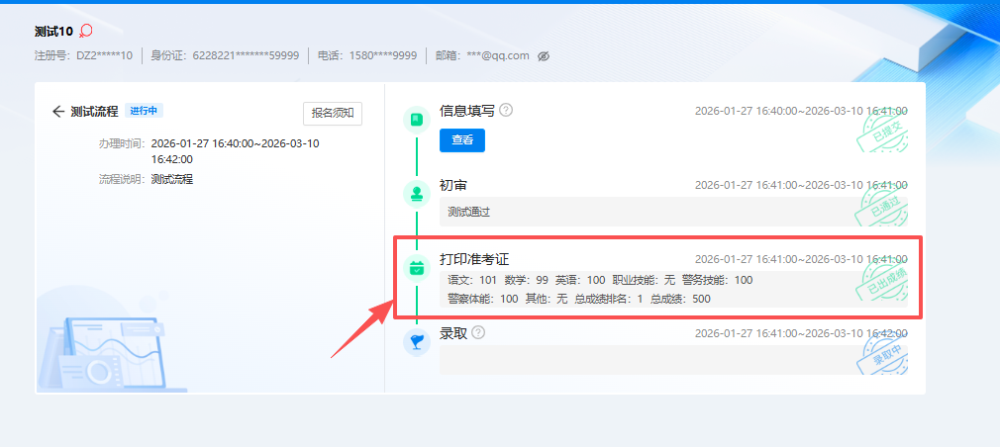 测试10
注册号：DZ2*****10 身份证：6228221*******59999 电话：1580****9999 邮箱：***@qq.com
测试流程 进行中 报名须知
办理时间：2026-01-27 16:40:00~2026-03-10
16:42:00
流程说明：测试流程
信息填写 2026-01-27 16:40:00~2026-03-10 16:41:00
查看
已提交
初审 2026-01-27 16:41:00~2026-03-10 16:41:00
测试通过
已通过
打印准考证 2026-01-27 16:41:00~2026-03-10 16:41:00
语文：101 数学：99 英语：100 职业技能：无 警务技能：100
警察体能：100 其他：无 总成绩排名：1 总成绩：500
已出成绩
录取 2026-01-27 16:41:00~2026-03-10 16:42:00
录取中